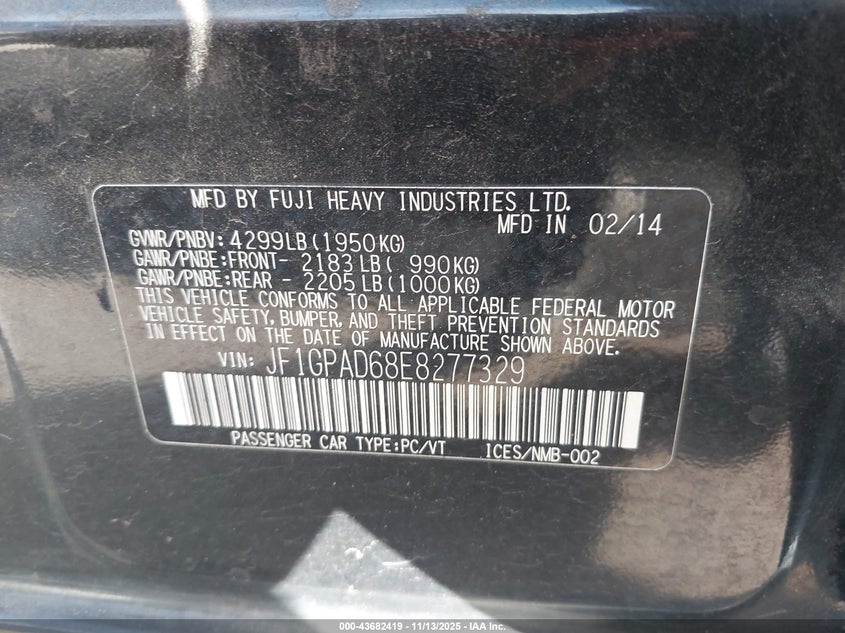 MFD BY FUJI HEAVY INDUSTRIES LTD.
MFD IN 02/14
GVWR/PNBV: 4299LB (1950KG)
GAWR/PNBE: FRONT- 2183LB ( 990KG)
GAWR/PNBE: REAR - 2205LB (1000KG)
THIS VEHICLE CONFORMS TO ALL APPLICABLE FEDERAL MOTOR
VEHICLE SAFETY, BUMPER, AND THEFT PREVENTION STANDARDS
IN EFFECT ON THE DATE OF MANUFACTURE SHOWN ABOVE.
VIN: JF1GPAD68E8277329
PASSENGER CAR TYPE:PC/VT ICES/NMB-002
000-43682419 - 11/13/2025 - IAA Inc.